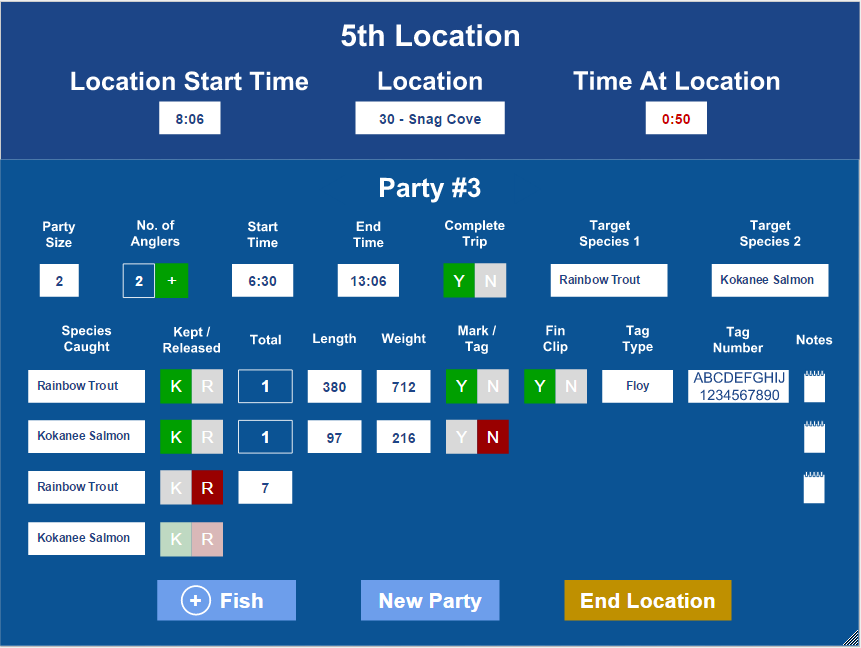 5th Location
Location Start Time Location Time At Location
8:06 30 - Snag Cove 0:50
Party #3
Party No. of Start End Complete Target Target
Size Anglers Time Time Trip Species 1 Species 2
2 2 + 6:30 13:06 Y N Rainbow Trout Kokanee Salmon
Species Kept / Total Length Weight Mark / Fin Tag Tag Notes
Caught Released Tag Clip Type Number
Rainbow Trout K R 1 380 712 Y N Y N Floy ABCDEFGHIJ
1234567890
Kokanee Salmon K R 1 97 216 Y N
Rainbow Trout K R 7
Kokanee Salmon K R
+ Fish New Party End Location